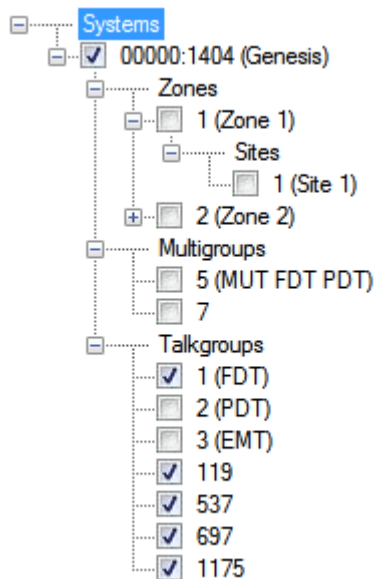 Systems
00000:1404 (Genesis)
Zones
1 (Zone 1)
Sites
1 (Site 1)
2 (Zone 2)
Multigroups
5 (MUT FDT PDT)
7
Talkgroups
1 (FDT)
2 (PDT)
3 (EMT)
119
537
697
1175